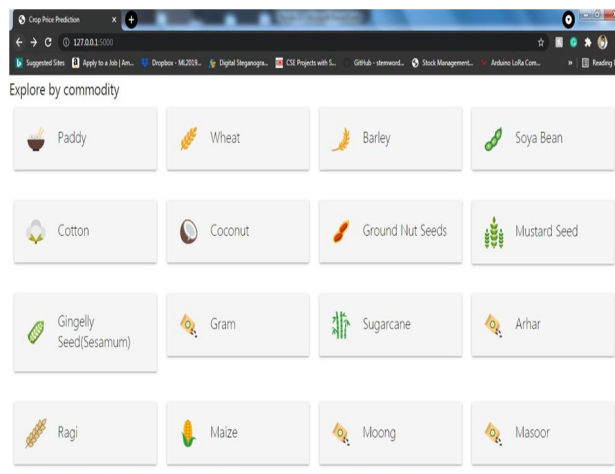 Crop Price Prediction
127.0.0.1:5000
Suggested Sites
Apply to a Job | Am...
Dropbox - ML2019...
Digital Steganogra...
CSE Projects with S...
GitHub - stemword...
Stock Management...
Arduino LoRa Com...
»
Reading l
Explore by commodity
Paddy
Wheat
Barley
Soya Bean
Cotton
Coconut
Ground Nut Seeds
Mustard Seed
Gingelly
Seed(Sesamum)
Gram
Sugarcane
Arhar
Ragi
Maize
Moong
Masoor